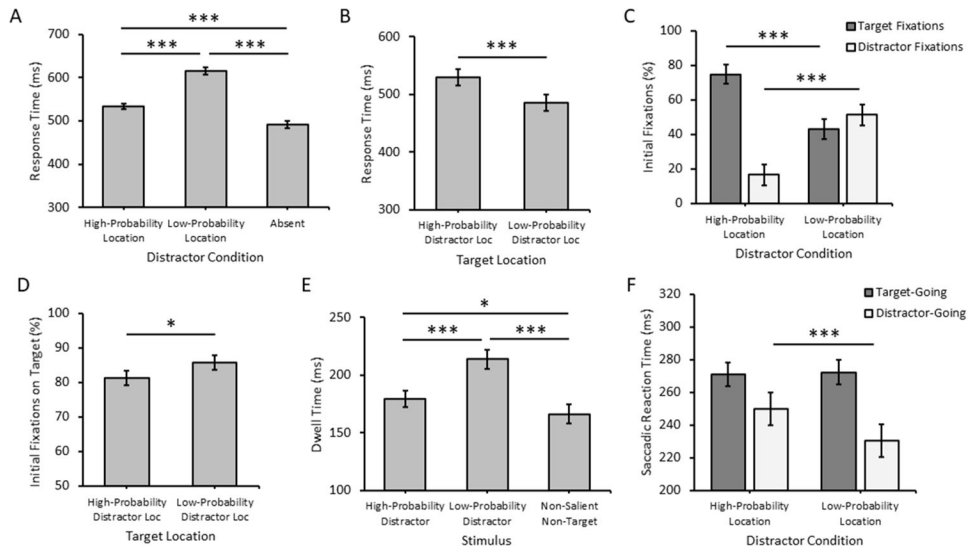 A
***
***
***
700
600
500
400
300
Response Time (ms)
High-Probability
Location
Low-Probability
Location
Absent
Distractor Condition
B
***
600
500
400
300
Response Time (ms)
High-Probability
Distractor Loc
Low-Probability
Distractor Loc
Target Location
C
Target Fixations
Distractor Fixations
***
***
100
80
60
40
20
0
Initial Fixations (%)
High-Probability
Location
Low-Probability
Location
Distractor Condition
D
*
100
90
80
70
60
50
Initial Fixations on Target (%)
High-Probability
Distractor Loc
Low-Probability
Distractor Loc
Target Location
E
*
***
***
250
200
150
100
Dwell Time (ms)
High-Probability
Distractor
Low-Probability
Distractor
Non-Salient
Non-Target
Stimulus
F
Target-Going
Distractor-Going
***
320
300
280
260
240
220
200
Saccadic Reaction Time (ms)
High-Probability
Location
Low-Probability
Location
Distractor Condition